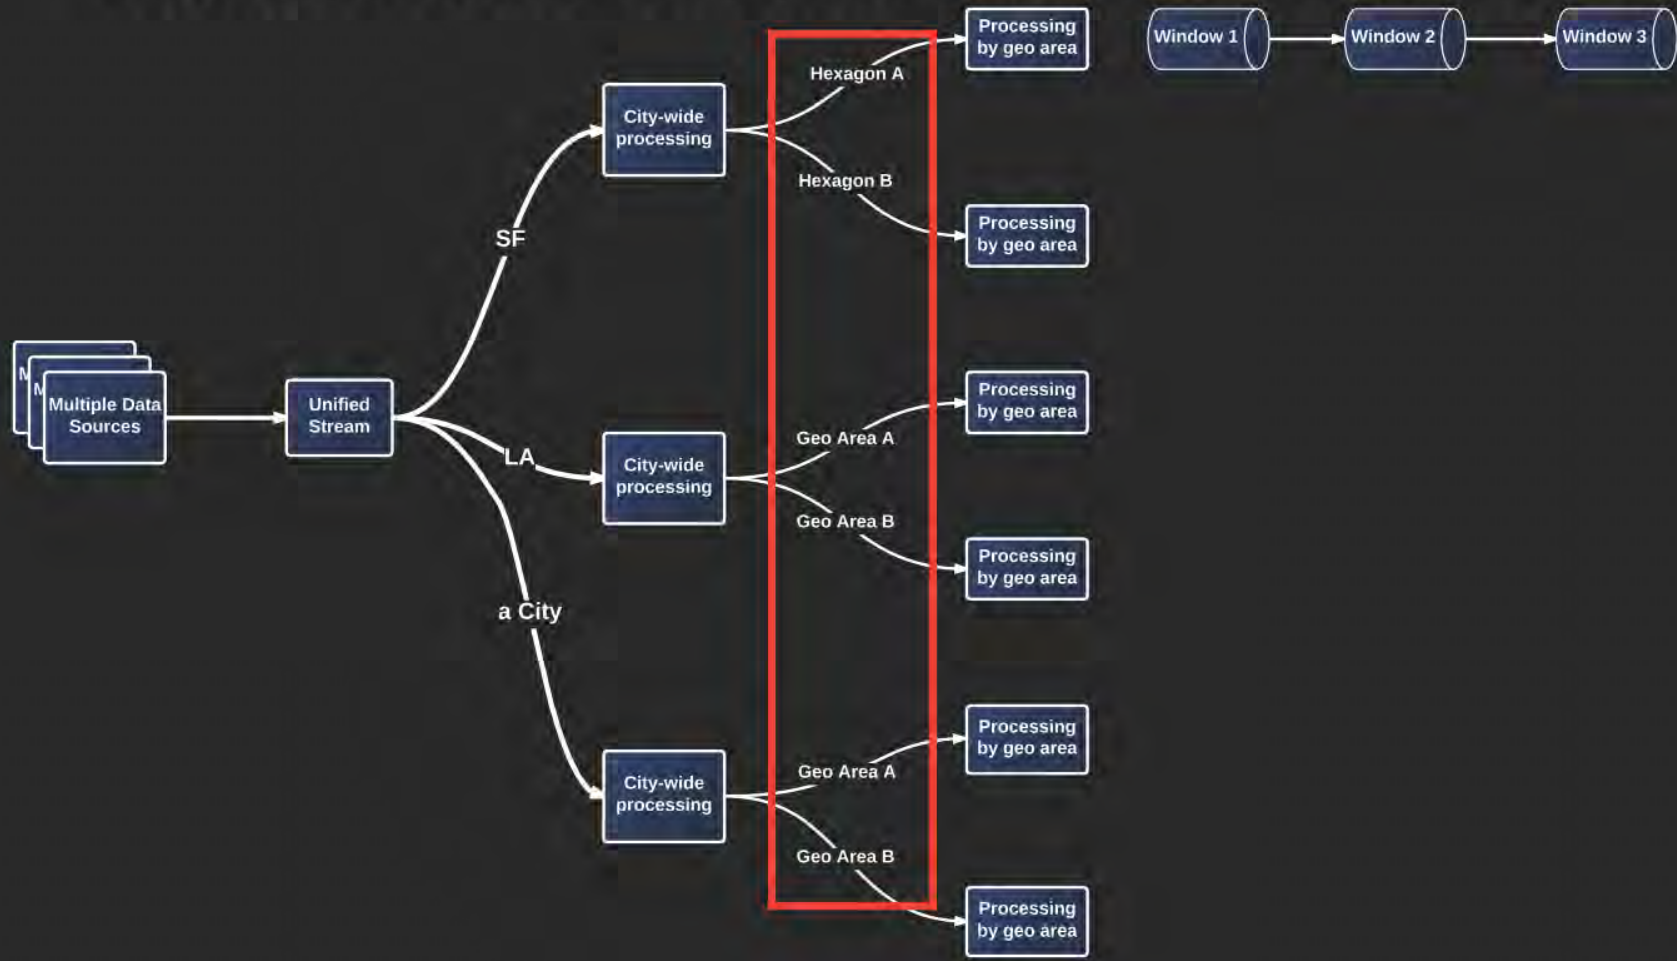 Processing
by geo area
Window 1
Window 2
Window 3
Hexagon A
City-wide
processing
Hexagon B
Processing
by geo area
SF
M
M
Multiple Data
Sources
Unified
Stream
Processing
by geo area
Geo Area A
LA
City-wide
processing
Geo Area B
Processing
by geo area
a City
Processing
by geo area
Geo Area A
City-wide
processing
Geo Area B
Processing
by geo area